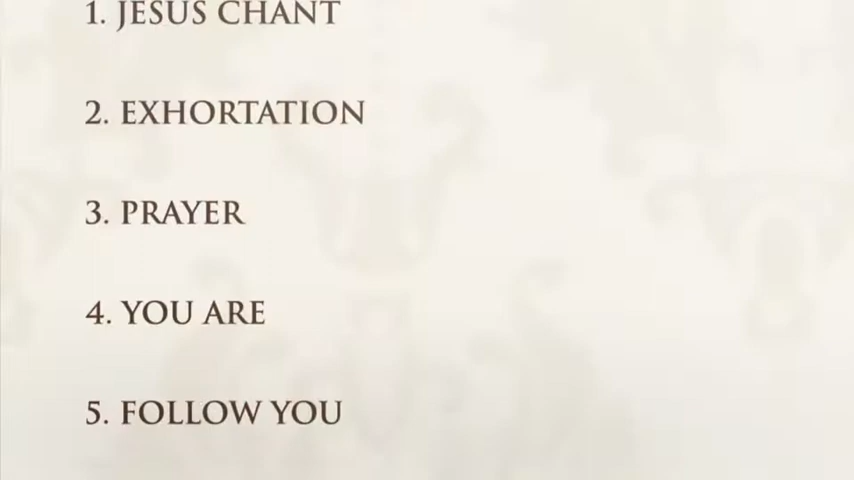 1. JESUS CHANT
2. EXHORTATION
3. PRAYER
4. YOU ARE
5. FOLLOW YOU